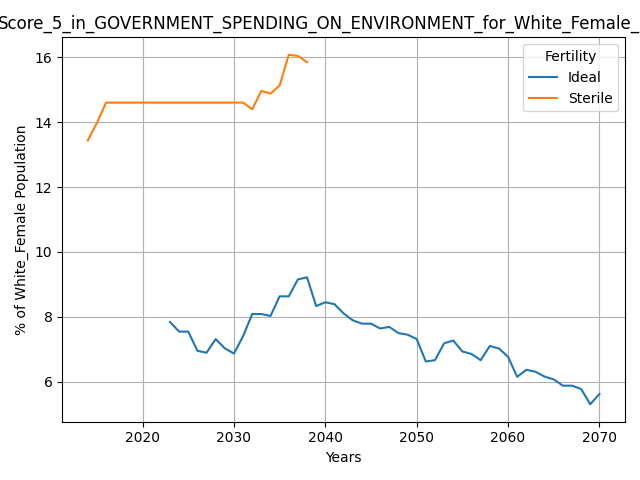 Score_5_in_GOVERNMENT_SPENDING_ON_ENVIRONMENT_for_White_Female_
Fertility
Ideal
Sterile
% of White_Female Population
16
14
12
10
8
6
2020 2030 2040 2050 2060 2070
Years